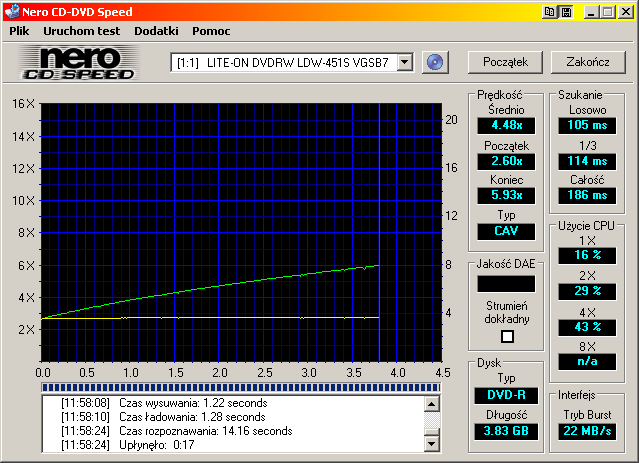 Nero CD-DVD Speed
Plik Uruchom test Dodatki Pomoc
nero
CD SPEED
[1:1] LITE-ON DVDRW LDW-451S VGSB7
Początek
Zakończ
16 X
14 X
12 X
10 X
8 X
6 X
4 X
2 X
20
16
12
8
4
0.0 0.5 1.0 1.5 2.0 2.5 3.0 3.5 4.0 4.5
Prędkość
Średnio
4.48x
Początek
2.60x
Koniec
5.93x
Typ
CAV
Jakość DAE
Strumień
dokładny
Dysk
Typ
DVD-R
Długość
3.83 GB
Szukanie
Losowo
105 ms
1/3
114 ms
Całość
186 ms
Użycie CPU
1 X
16 %
2 X
29 %
4 X
43 %
8 X
n/a
Interfejs
Tryb Burst
22 MB/s
[11:58:08] Czas wysuwania: 1.22 seconds
[11:58:10] Czas ładowania: 1.28 seconds
[11:58:24] Czas rozpoznawania: 14.16 seconds
[11:58:24] Upłynęło: 0:17